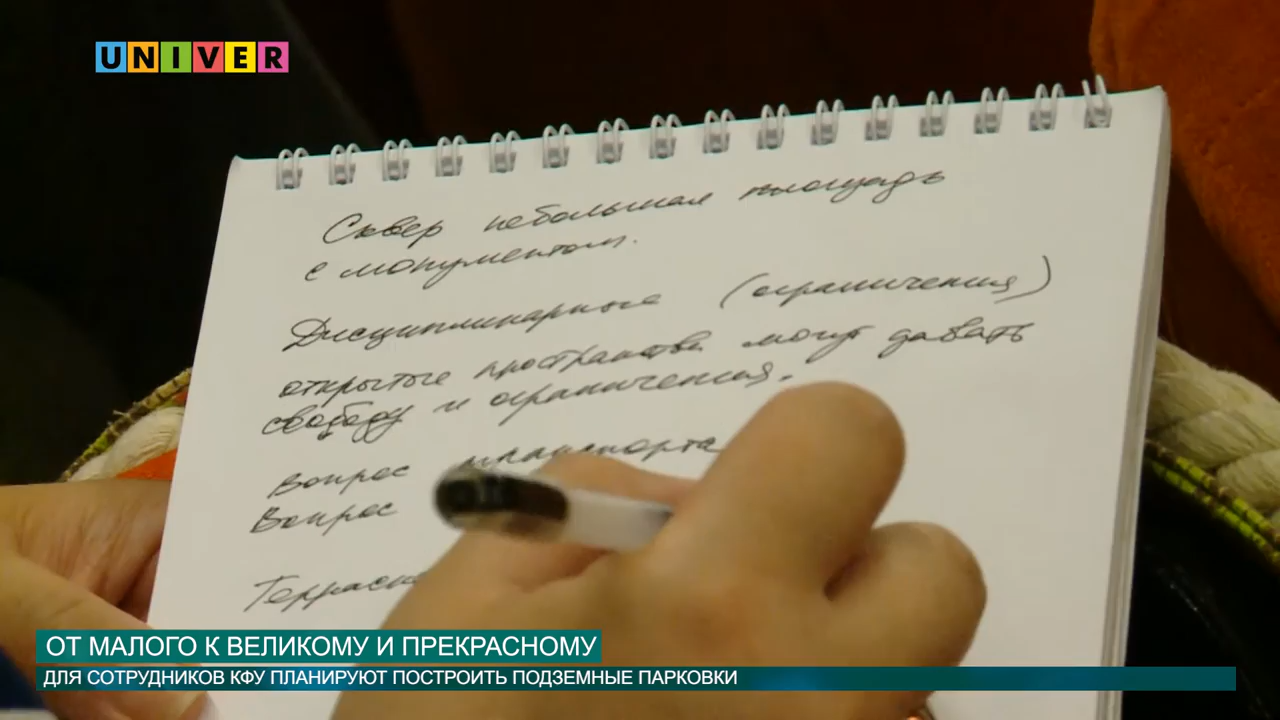 UNIVER
Сквер небольшая площадь
с монументом.
Дисциплинарные (ограничения)
открытые пространства могут давать
свободу и ограничения.
Вопрос транспорта
Вопрос
ОТ МАЛОГО К ВЕЛИКОМУ И ПРЕКРАСНОМУ
ДЛЯ СОТРУДНИКОВ КФУ ПЛАНИРУЮТ ПОСТРОИТЬ ПОДЗЕМНЫЕ ПАРКОВКИ